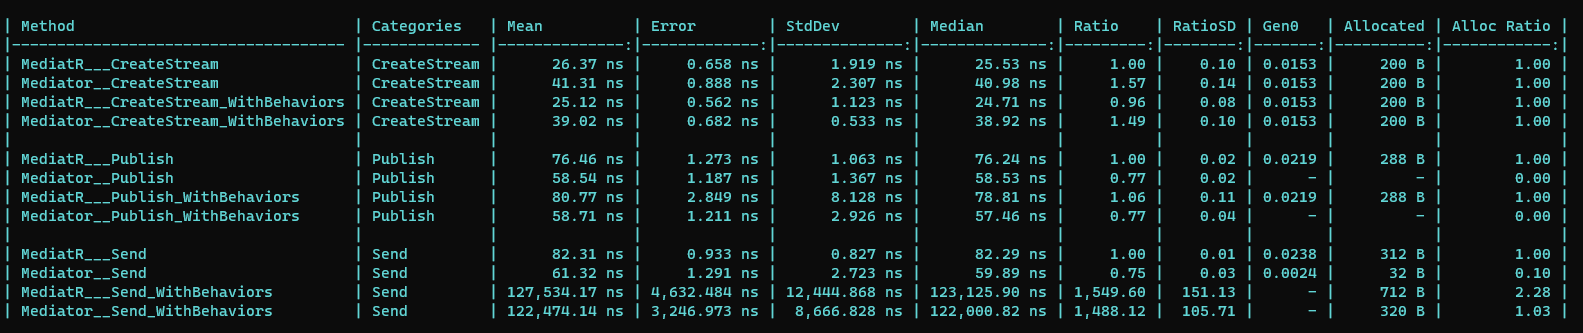 | Method                              | Categories   | Mean          | Error        | StdDev        | Median        | Ratio    | RatioSD | Gen0   | Allocated | Alloc Ratio |
|------------------------------------ |------------- |--------------:|-------------:|--------------:|--------------:|---------:|--------:|-------:|----------:|------------:|
| MediatR___CreateStream               | CreateStream |      26.37 ns |     0.658 ns |      1.919 ns |      25.53 ns |     1.00 |    0.10 | 0.0153 |     200 B |        1.00 |
| Mediator__CreateStream               | CreateStream |      41.31 ns |     0.888 ns |      2.307 ns |      40.98 ns |     1.57 |    0.14 | 0.0153 |     200 B |        1.00 |
| MediatR___CreateStream_WithBehaviors | CreateStream |      25.12 ns |     0.562 ns |      1.123 ns |      24.71 ns |     0.96 |    0.08 | 0.0153 |     200 B |        1.00 |
| Mediator__CreateStream_WithBehaviors | CreateStream |      39.02 ns |     0.682 ns |      0.533 ns |      38.92 ns |     1.49 |    0.10 | 0.0153 |     200 B |        1.00 |
|                                      |              |               |              |               |               |          |         |        |           |             |
| MediatR___Publish                    | Publish      |      76.46 ns |     1.273 ns |      1.063 ns |      76.24 ns |     1.00 |    0.02 | 0.0219 |     288 B |        1.00 |
| Mediator__Publish                    | Publish      |      58.54 ns |     1.187 ns |      1.367 ns |      58.53 ns |     0.77 |    0.02 |      - |         - |        0.00 |
| MediatR___Publish_WithBehaviors      | Publish      |      80.77 ns |     2.849 ns |      8.128 ns |      78.81 ns |     1.06 |    0.11 | 0.0219 |     288 B |        1.00 |
| Mediator__Publish_WithBehaviors      | Publish      |      58.71 ns |     1.211 ns |      2.926 ns |      57.46 ns |     0.77 |    0.04 |      - |         - |        0.00 |
|                                      |              |               |              |               |               |          |         |        |           |             |
| MediatR___Send                       | Send         |      82.31 ns |     0.933 ns |      0.827 ns |      82.29 ns |     1.00 |    0.01 | 0.0238 |     312 B |        1.00 |
| Mediator__Send                       | Send         |      61.32 ns |     1.291 ns |      2.723 ns |      59.89 ns |     0.75 |    0.03 | 0.0024 |      32 B |        0.10 |
| MediatR___Send_WithBehaviors         | Send         | 127,534.17 ns | 4,632.484 ns | 12,444.868 ns | 123,125.90 ns | 1,549.60 |  151.13 |      - |     712 B |        2.28 |
| Mediator__Send_WithBehaviors         | Send         | 122,474.14 ns | 3,246.973 ns |  8,666.828 ns | 122,000.82 ns | 1,488.12 |  105.71 |      - |     320 B |        1.03 |